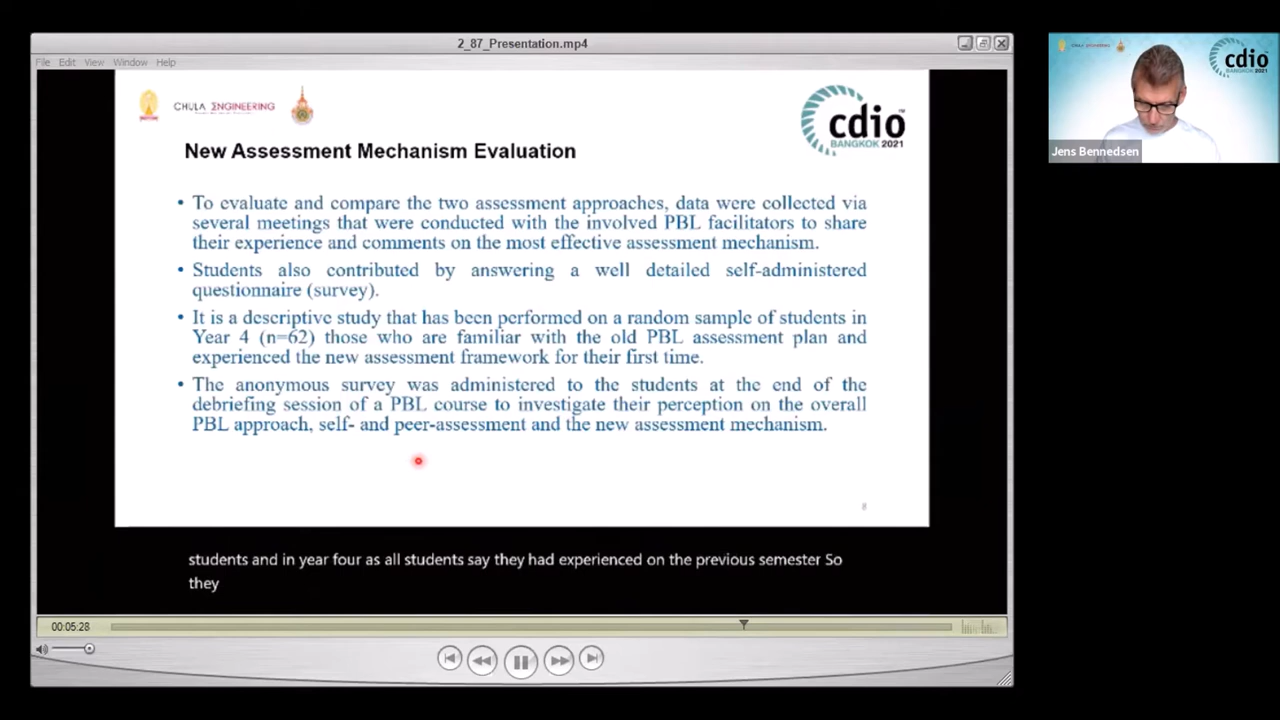 2_87_Presentation.mp4
File Edit View Window Help
CHULA ΣNGINEERING
cdio
BANGKOK 2021
New Assessment Mechanism Evaluation
• To evaluate and compare the two assessment approaches, data were collected via
several meetings that were conducted with the involved PBL facilitators to share
their experience and comments on the most effective assessment mechanism.
• Students also contributed by answering a well detailed self-administered
questionnaire (survey).
• It is a descriptive study that has been performed on a random sample of students in
Year 4 (n=62) those who are familiar with the old PBL assessment plan and
experienced the new assessment framework for their first time.
• The anonymous survey was administered to the students at the end of the
debriefing session of a PBL course to investigate their perception on the overall
PBL approach, self- and peer-assessment and the new assessment mechanism.
8
students and in year four as all students say they had experienced on the previous semester So
they
00:05:28
cdio
BANGKOK 2021
Jens Bennedsen